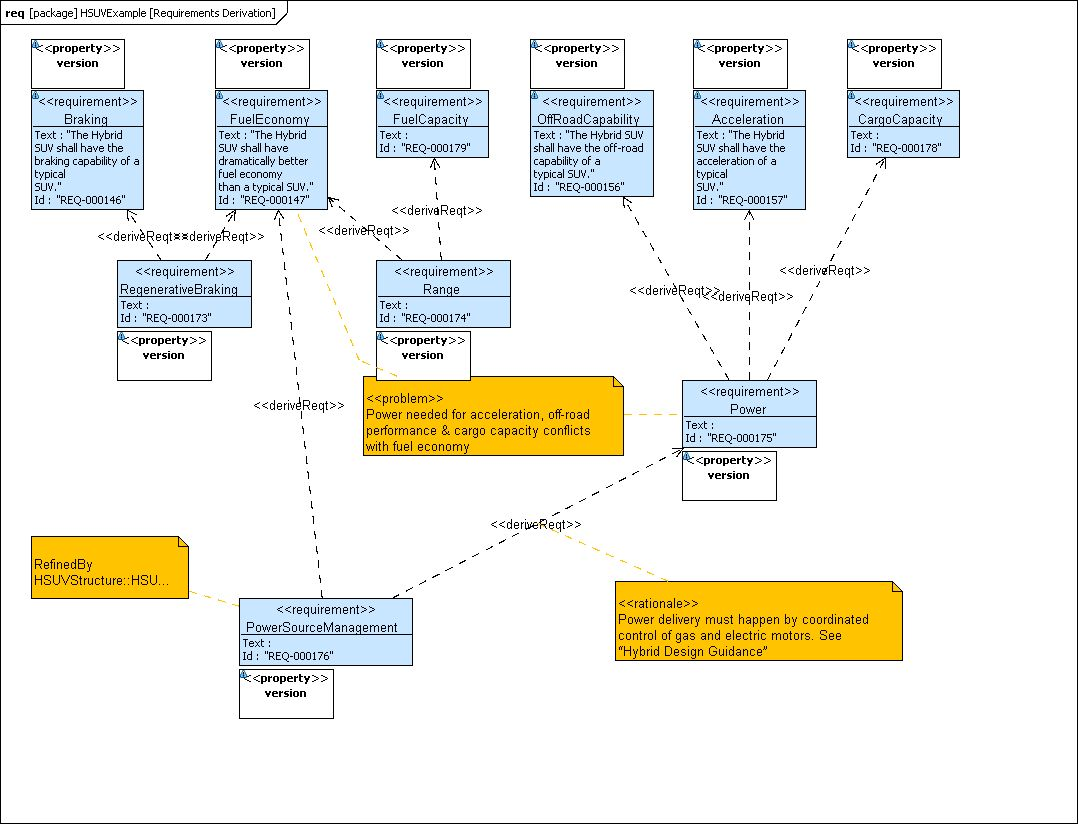 req [package] HSUVExample [Requirements Derivation]
<<property>>
version
<<property>>
version
<<property>>
version
<<property>>
version
<<property>>
version
<<property>>
version
<<requirement>>
Braking
Text : "The Hybrid
SUV shall have the
braking capability of a
typical
SUV."
Id : "REQ-000146"
<<requirement>>
FuelEconomy
Text : "The Hybrid
SUV shall have
dramatically better
fuel economy
than a typical SUV."
Id : "REQ-000147"
<<requirement>>
FuelCapacity
Text :
Id : "REQ-000179"
<<requirement>>
OffRoadCapability
Text : "The Hybrid SUV
shall have the off-road
capability of a
typical SUV."
Id : "REQ-000156"
<<requirement>>
Acceleration
Text : "The Hybrid
SUV shall have the
acceleration of a
typical
SUV."
Id : "REQ-000157"
<<requirement>>
CargoCapacity
Text :
Id : "REQ-000178"
<<deriveReqt>>
<<deriveReqt>>
<<deriveReqt>>
<<deriveReqt>>
<<deriveReqt>>
<<deriveReqt>>
<<deriveReqt>>
<<requirement>>
RegenerativeBraking
Text :
Id : "REQ-000173"
<<property>>
version
<<requirement>>
Range
Text :
Id : "REQ-000174"
<<property>>
version
<<deriveReqt>>
<<problem>>
Power needed for acceleration, off-road
performance & cargo capacity conflicts
with fuel economy
<<requirement>>
Power
Text :
Id : "REQ-000175"
<<property>>
version
<<deriveReqt>>
RefinedBy
HSUVStructure::HSU...
<<requirement>>
PowerSourceManagement
Text :
Id : "REQ-000176"
<<property>>
version
<<rationale>>
Power delivery must happen by coordinated
control of gas and electric motors. See
“Hybrid Design Guidance”